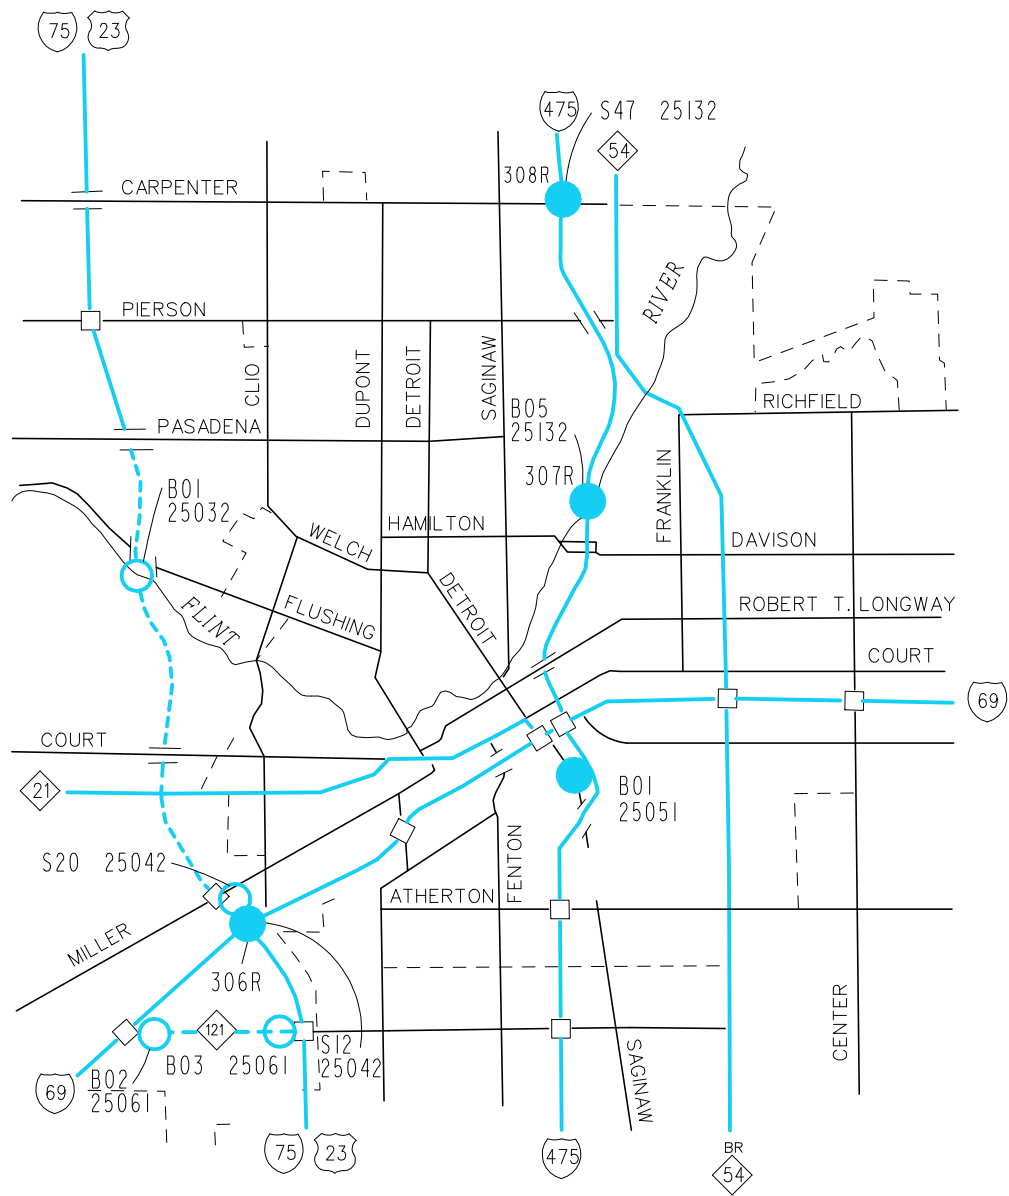 75 23
475
S47 25132
54
308R
CARPENTER
RIVER
PIERSON
CLIO
DUPONT
DETROIT
SAGINAW
RICHFIELD
B05
25132
PASADENA
307R
FRANKLIN
B01
25032
WELCH
HAMILTON
DAVISON
DETROIT
FLINT
FLUSHING
ROBERT T. LONGWAY
COURT
69
COURT
21
B01
25051
S20 25042
FENTON
ATHERTON
MILLER
306R
CENTER
121
S12
25042
B03 25061
SAGINAW
69
B02
25061
75 23
475
BR
54